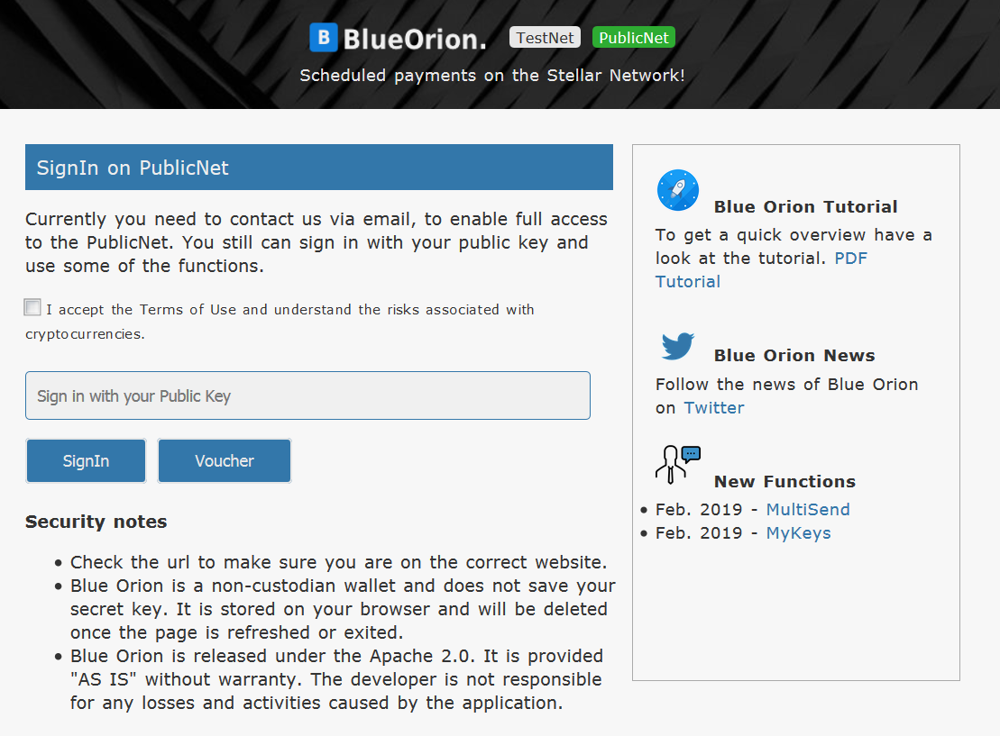 B BlueOrion. TestNet PublicNet
Scheduled payments on the Stellar Network!
SignIn on PublicNet
Currently you need to contact us via email, to enable full access
to the PublicNet. You still can sign in with your public key and
use some of the functions.
I accept the Terms of Use and understand the risks associated with
cryptocurrencies.
Sign in with your Public Key
SignIn Voucher
Security notes
• Check the url to make sure you are on the correct website.
• Blue Orion is a non-custodian wallet and does not save your
secret key. It is stored on your browser and will be deleted
once the page is refreshed or exited.
• Blue Orion is released under the Apache 2.0. It is provided
"AS IS" without warranty. The developer is not responsible
for any losses and activities caused by the application.
Blue Orion Tutorial
To get a quick overview have a
look at the tutorial. PDF
Tutorial
Blue Orion News
Follow the news of Blue Orion
on Twitter
New Functions
• Feb. 2019 - MultiSend
• Feb. 2019 - MyKeys